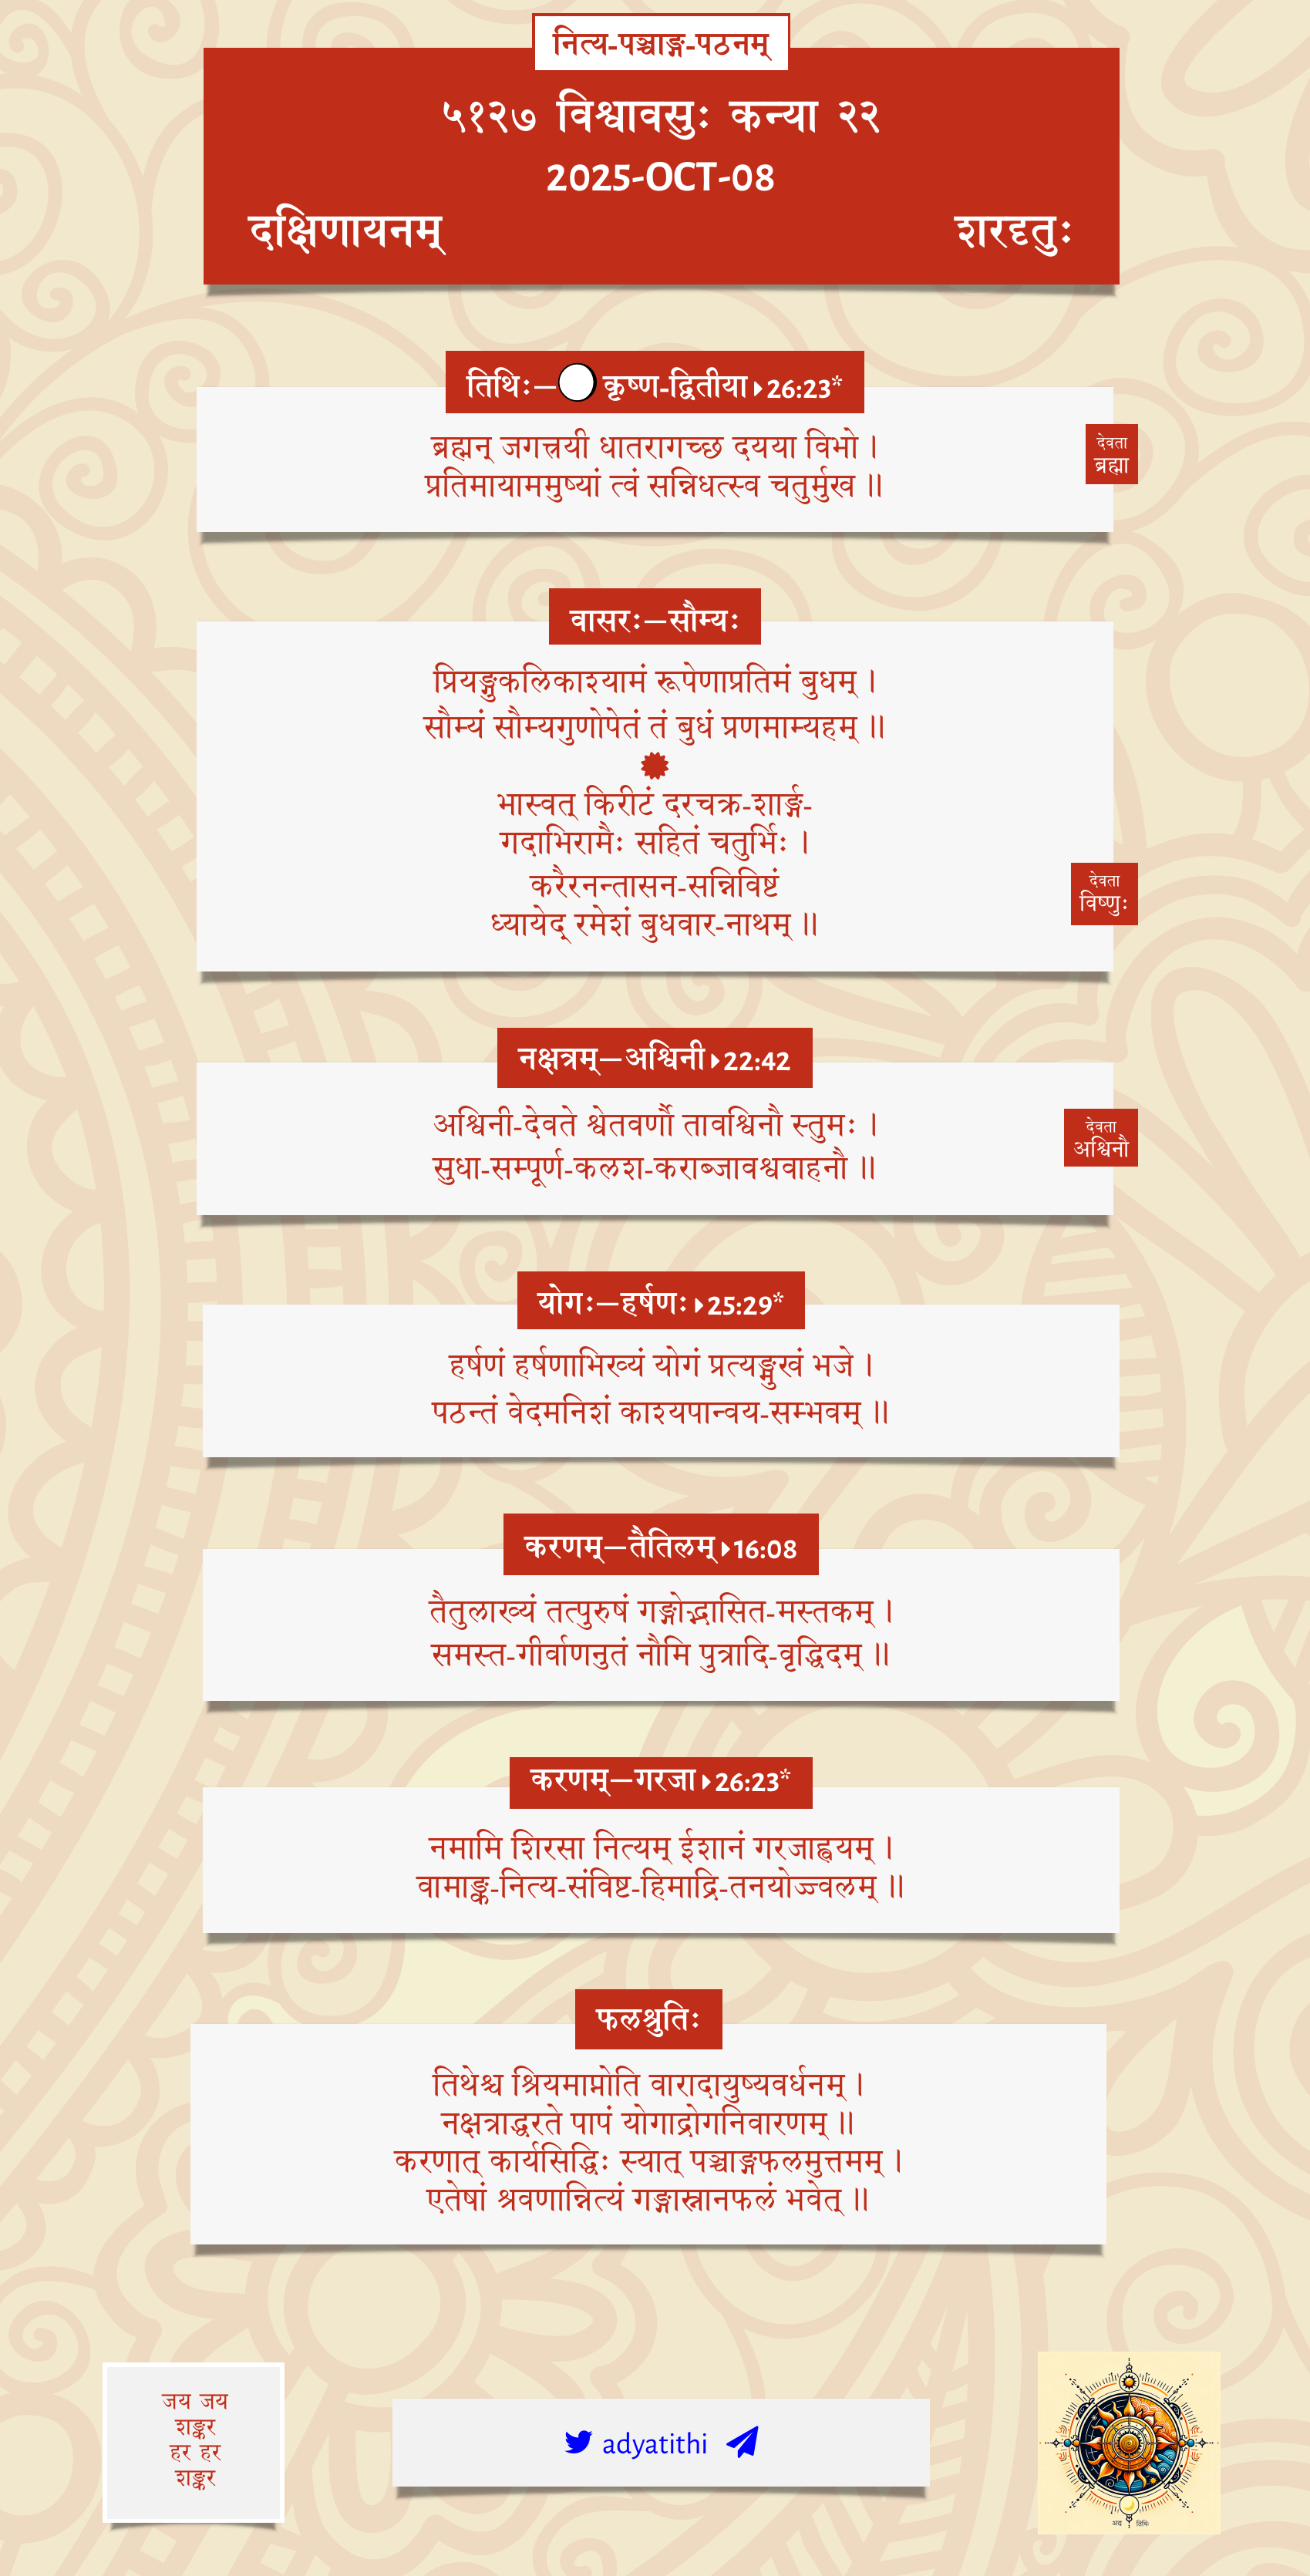 नित्य-पञ्चाङ्ग-पठनम्
५१२७ विश्वावसुः कन्या २२
2025-OCT-08
दक्षिणायनम् शरदृतुः
तिथिः—कृष्ण-द्वितीया 26:23*
ब्रह्मन् जगत्त्रयी धातरागच्छ दयया विभो ।
प्रतिमायाममुष्यां त्वं सन्निधत्स्व चतुर्मुख ॥
देवता
ब्रह्मा
वासरः—सौम्यः
प्रियङ्गुकलिकाश्यामं रूपेणाप्रतिमं बुधम् ।
सौम्यं सौम्यगुणोपेतं तं बुधं प्रणमाम्यहम् ॥
भास्वत् किरीटं दरचक्र-शार्ङ्ग-
गदाभिरामैः सहितं चतुर्भिः ।
करैरनन्तासन-सन्निविष्टं
ध्यायेद् रमेशं बुधवार-नाथम् ॥
देवता
विष्णुः
नक्षत्रम्—अश्विनी 22:42
अश्विनी-देवते श्वेतवर्णौ तावश्विनौ स्तुमः ।
सुधा-सम्पूर्ण-कलश-कराब्जावश्ववाहनौ ॥
देवता
अश्विनौ
योगः—हर्षणः 25:29*
हर्षणं हर्षणाभिख्यं योगं प्रत्यङ्मुखं भजे ।
पठन्तं वेदमनिशं काश्यपान्वय-सम्भवम् ॥
करणम्—तैतिलम् 16:08
तैतुलाख्यं तत्पुरुषं गङ्गोद्भासित-मस्तकम् ।
समस्त-गीर्वाणनुतं नौमि पुत्रादि-वृद्धिदम् ॥
करणम्—गरजा 26:23*
नमामि शिरसा नित्यम् ईशानं गरजाह्वयम् ।
वामाङ्क-नित्य-संविष्ट-हिमाद्रि-तनयोज्ज्वलम् ॥
फलश्रुतिः
तिथेश्च श्रियमाप्नोति वारादायुष्यवर्धनम् ।
नक्षत्राद्धरते पापं योगाद्रोगनिवारणम् ॥
करणात् कार्यसिद्धिः स्यात् पञ्चाङ्गफलमुत्तमम् ।
एतेषां श्रवणान्नित्यं गङ्गास्नानफलं भवेत् ॥
जय जय
शङ्कर
हर हर
शङ्कर
adyatithi
अद्य तिथिः